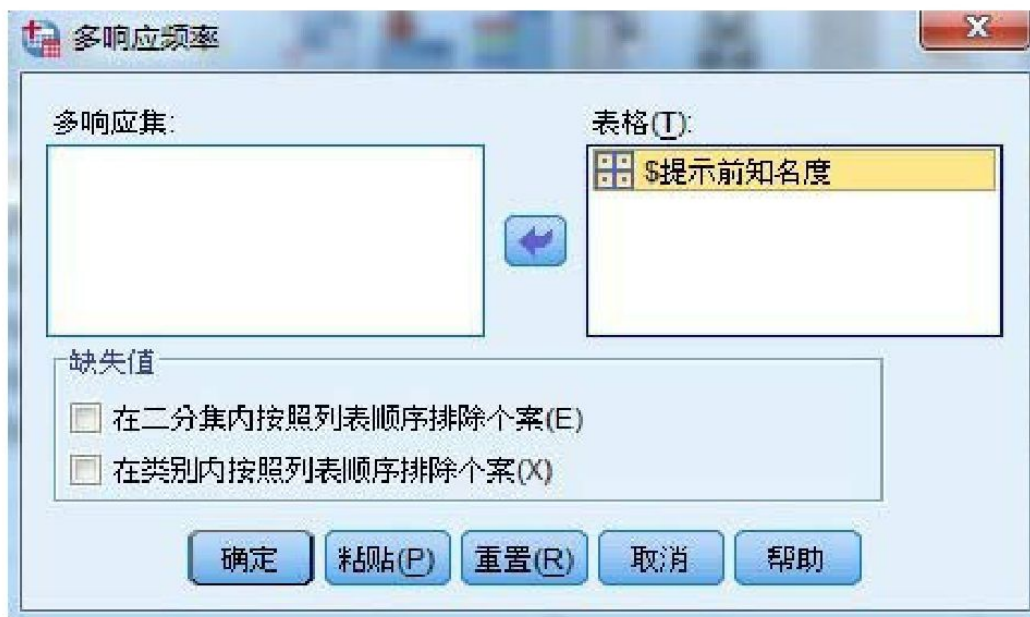 多响应频率
多响应集:
表格(T):
$提示前知名度
缺失值
在二分集内按照列表顺序排除个案(E)
在类别内按照列表顺序排除个案(X)
确定 粘贴(P) 重置(R) 取消 帮助